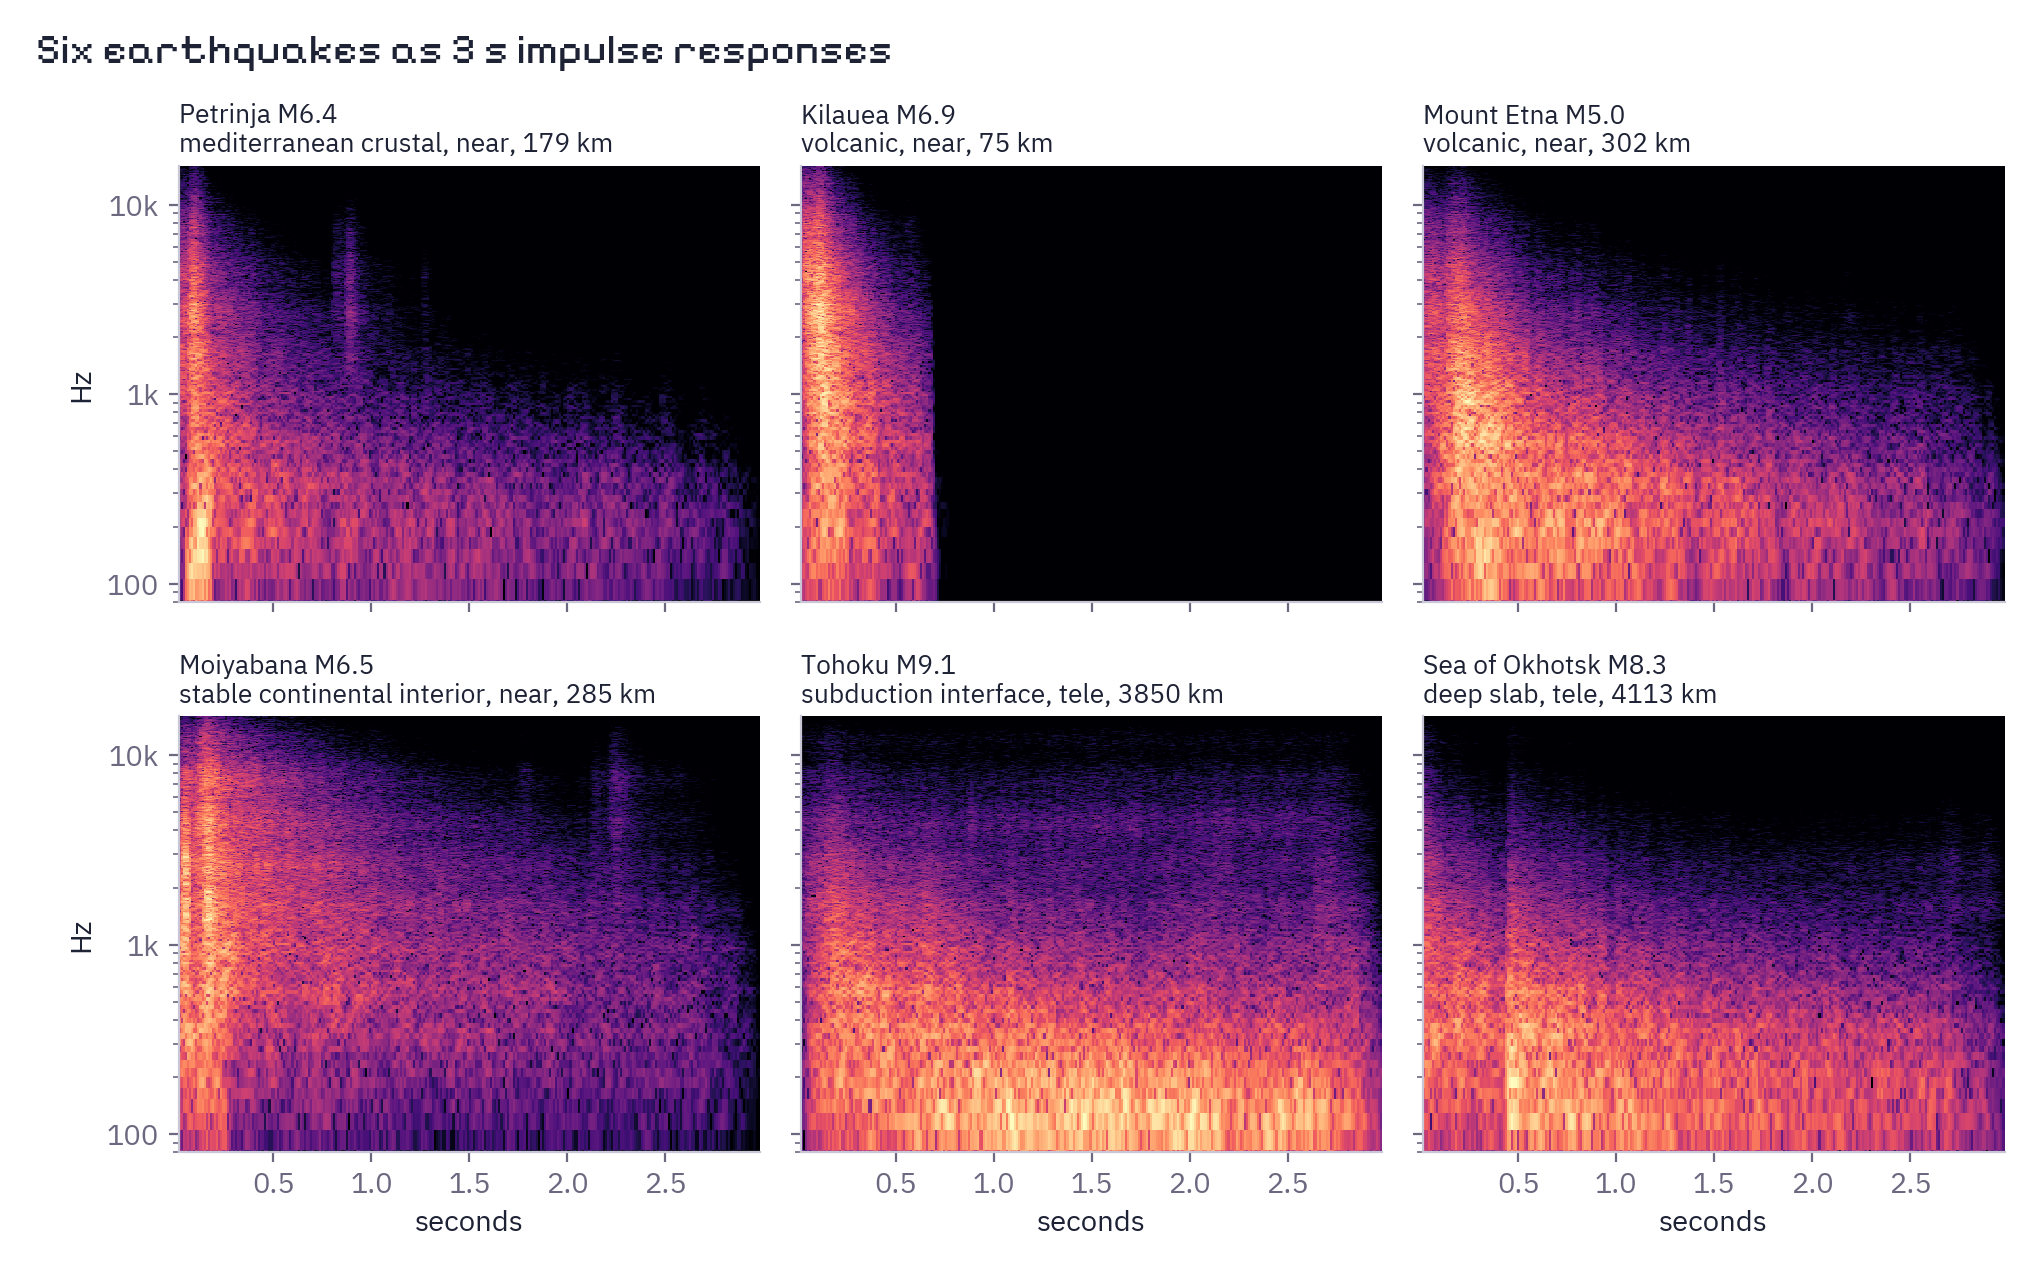 Six earthquakes as 3 s impulse responses
Petrinja M6.4
mediterranean crustal, near, 179 km
Kilauea M6.9
volcanic, near, 75 km
Mount Etna M5.0
volcanic, near, 302 km
10k
1k
100
Hz
Moiyabana M6.5
stable continental interior, near, 285 km
Tohoku M9.1
subduction interface, tele, 3850 km
Sea of Okhotsk M8.3
deep slab, tele, 4113 km
10k
1k
100
Hz
0.5 1.0 1.5 2.0 2.5
0.5 1.0 1.5 2.0 2.5
0.5 1.0 1.5 2.0 2.5
seconds
seconds
seconds